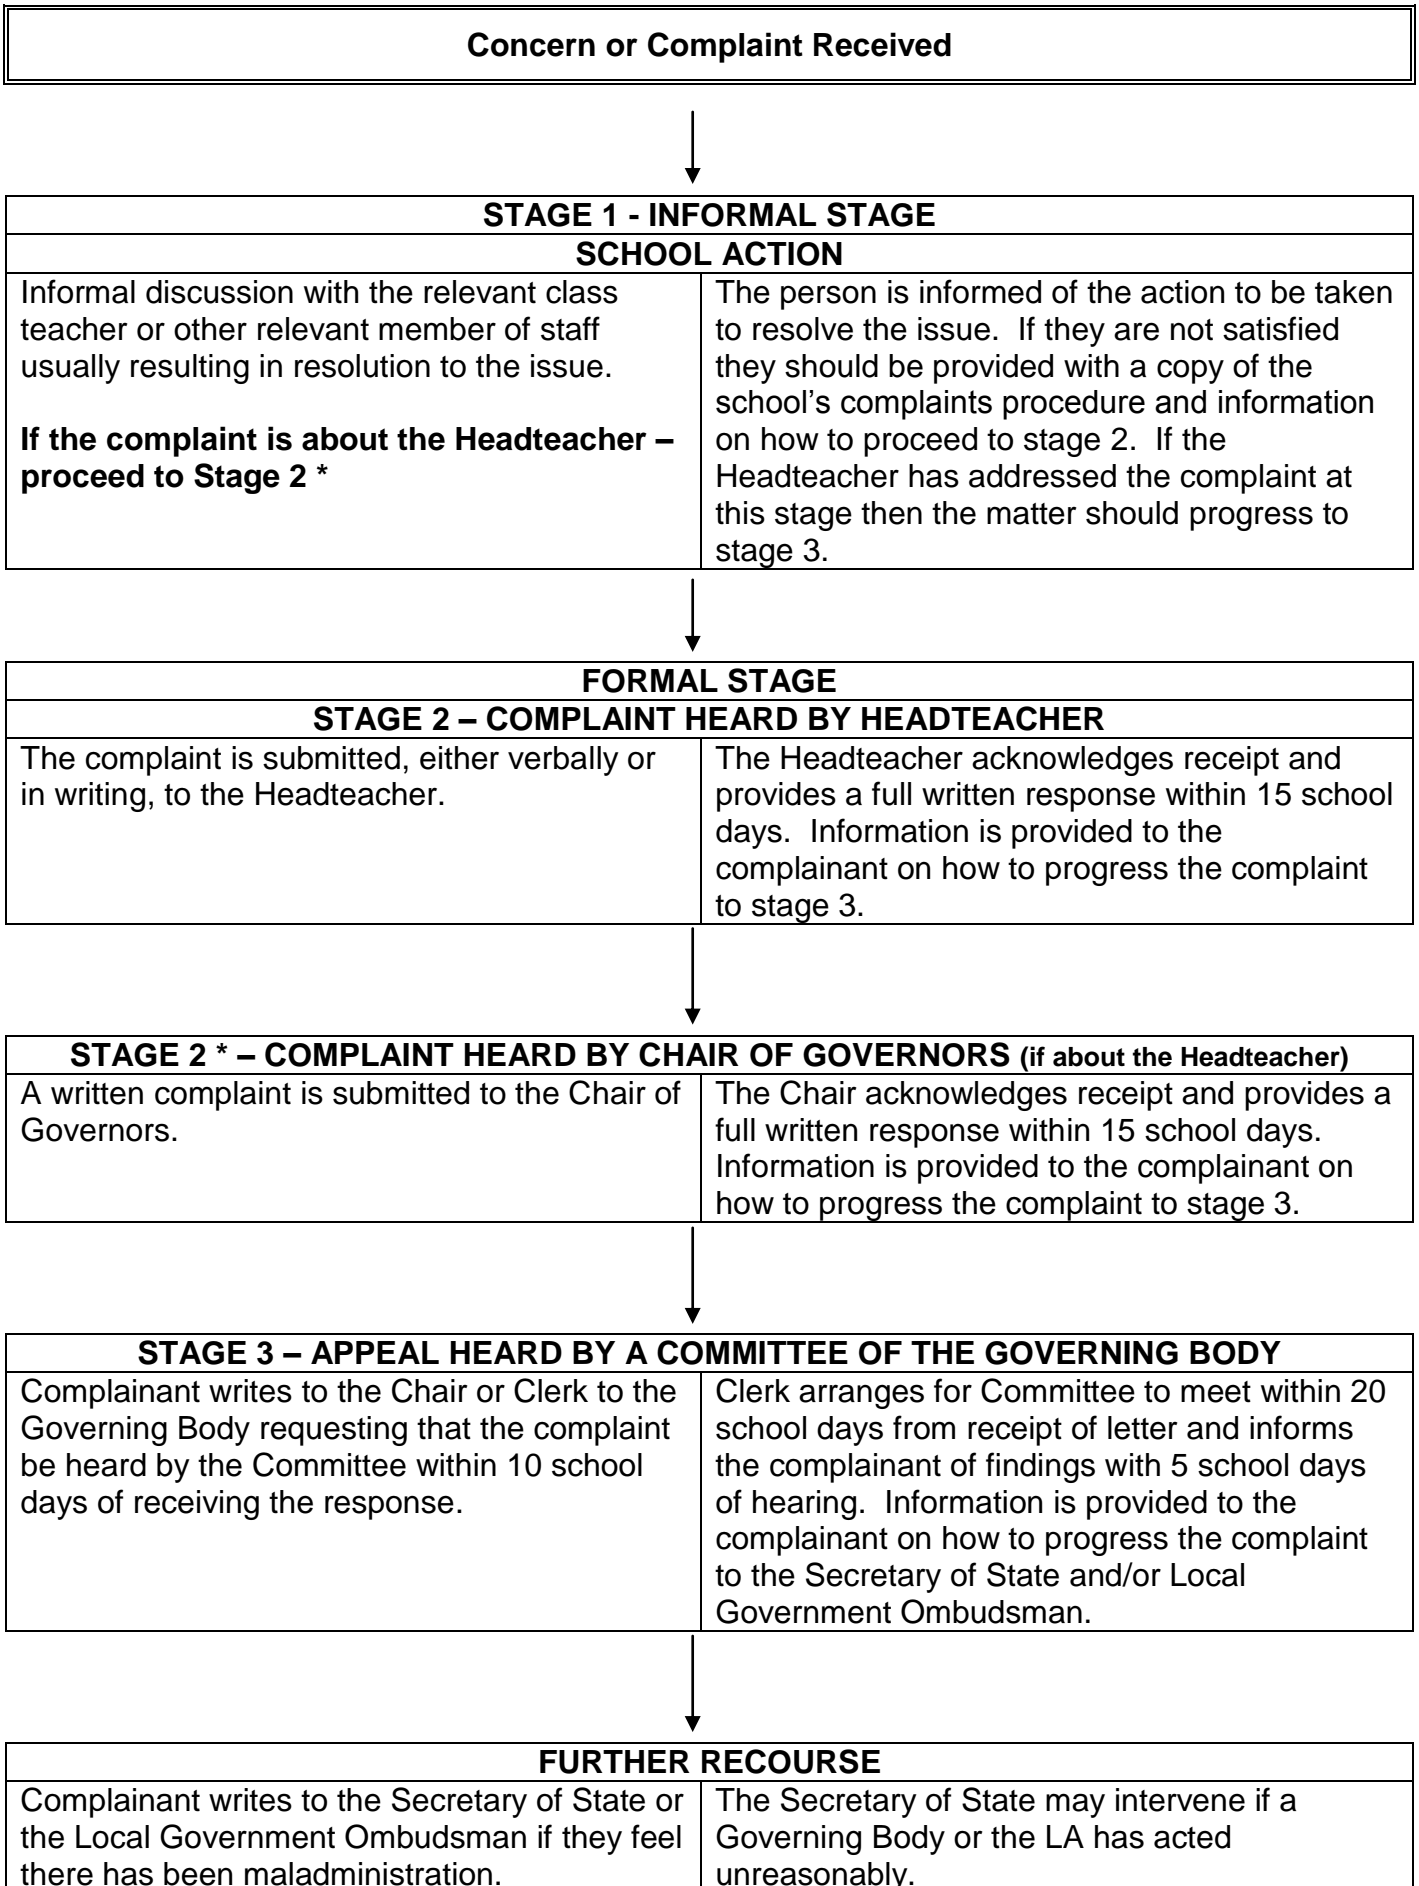 Concern or Complaint Received
STAGE 1 - INFORMAL STAGE
SCHOOL ACTION
Informal discussion with the relevant class
teacher or other relevant member of staff
usually resulting in resolution to the issue.
If the complaint is about the Headteacher –
proceed to Stage 2 *
The person is informed of the action to be taken
to resolve the issue.  If they are not satisfied
they should be provided with a copy of the
school’s complaints procedure and information
on how to proceed to stage 2.  If the
Headteacher has addressed the complaint at
this stage then the matter should progress to
stage 3.
FORMAL STAGE
STAGE 2 – COMPLAINT HEARD BY HEADTEACHER
The complaint is submitted, either verbally or
in writing, to the Headteacher.
The Headteacher acknowledges receipt and
provides a full written response within 15 school
days.  Information is provided to the
complainant on how to progress the complaint
to stage 3.
STAGE 2 * – COMPLAINT HEARD BY CHAIR OF GOVERNORS (if about the Headteacher)
A written complaint is submitted to the Chair of
Governors.
The Chair acknowledges receipt and provides a
full written response within 15 school days.
Information is provided to the complainant on
how to progress the complaint to stage 3.
STAGE 3 – APPEAL HEARD BY A COMMITTEE OF THE GOVERNING BODY
Complainant writes to the Chair or Clerk to the
Governing Body requesting that the complaint
be heard by the Committee within 10 school
days of receiving the response.
Clerk arranges for Committee to meet within 20
school days from receipt of letter and informs
the complainant of findings with 5 school days
of hearing.  Information is provided to the
complainant on how to progress the complaint
to the Secretary of State and/or Local
Government Ombudsman.
FURTHER RECOURSE
Complainant writes to the Secretary of State or
the Local Government Ombudsman if they feel
there has been maladministration.
The Secretary of State may intervene if a
Governing Body or the LA has acted
unreasonably.